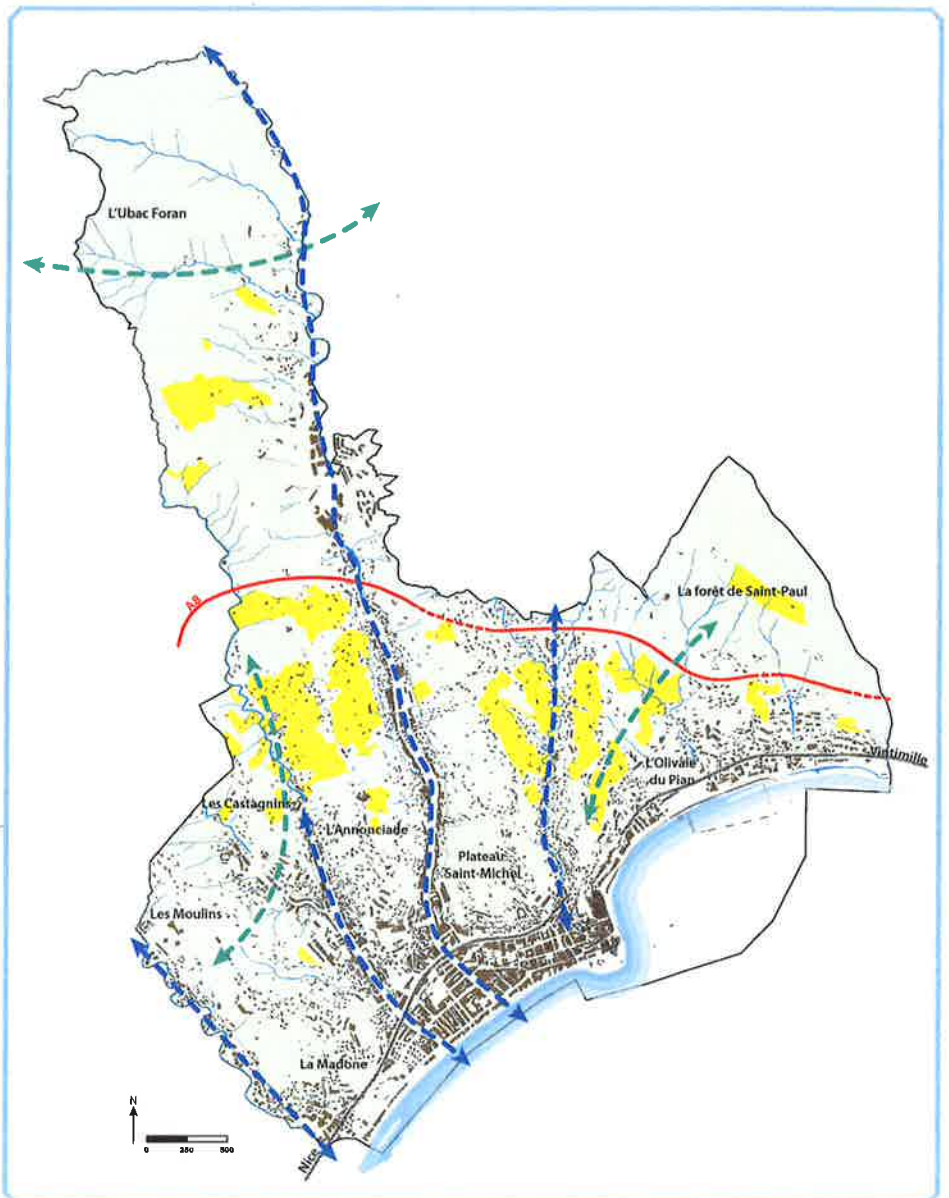 L'Ubac Foran
A8
La forêt de Saint-Paul
Vintimille
L'Olivaie
du Pian
Les Castagnins
L'Annonciade
Plateau
Saint-Michel
Les Moulins
La Madone
N
0 250 500
Nice